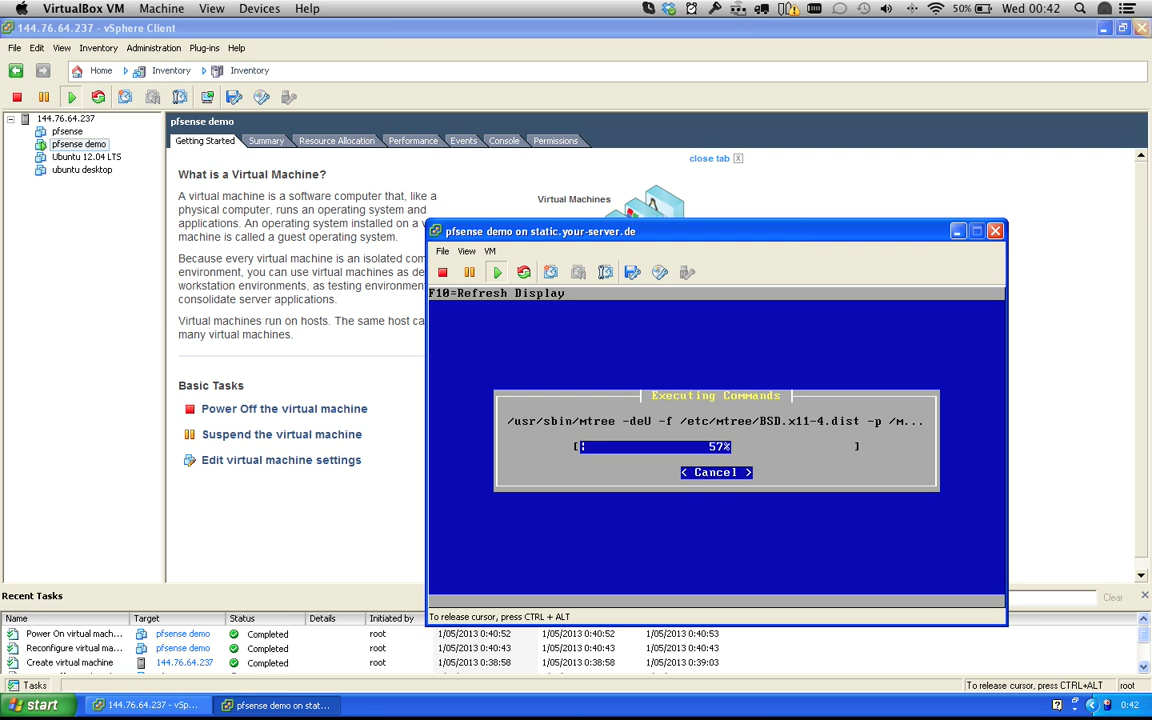 VirtualBox VM Machine View Devices Help 50% Wed 00:42
144.76.64.237 - vSphere Client
File Edit View Inventory Administration Plug-ins Help
Home Inventory Inventory
144.76.64.237
pfsense
pfsense demo
Ubuntu 12.04 LTS
ubuntu desktop
pfsense demo
Getting Started Summary Resource Allocation Performance Events Console Permissions
close tab X
What is a Virtual Machine?
A virtual machine is a software computer that, like a
physical computer, runs an operating system and
applications. An operating system installed on a v
machine is called a guest operating system.
Because every virtual machine is an isolated com
environment, you can use virtual machines as de
workstation environments, as testing environment
consolidate server applications.
Virtual machines run on hosts. The same host ca
many virtual machines.
Virtual Machines
Basic Tasks
Power Off the virtual machine
Suspend the virtual machine
Edit virtual machine settings
pfsense demo on static.your-server.de
File View VM
F10=Refresh Display
Executing Commands
/usr/sbin/mtree -deU -f /etc/mtree/BSD.x11-4.dist -p /m...
[¦ 57% ]
< Cancel >
To release cursor, press CTRL + ALT
Recent Tasks
Clear
Name Target Status Details Initiated by
Power On virtual mach... pfsense demo Completed root 1/05/2013 0:40:52 1/05/2013 0:40:52 1/05/2013 0:40:53
Reconfigure virtual ma... pfsense demo Completed root 1/05/2013 0:40:43 1/05/2013 0:40:43 1/05/2013 0:40:43
Create virtual machine 144.76.64.237 Completed root 1/05/2013 0:38:58 1/05/2013 0:38:58 1/05/2013 0:39:03
Tasks To release cursor, press CTRL+ALT root
start 144.76.64.237 - vSp... pfsense demo on stat... 0:42